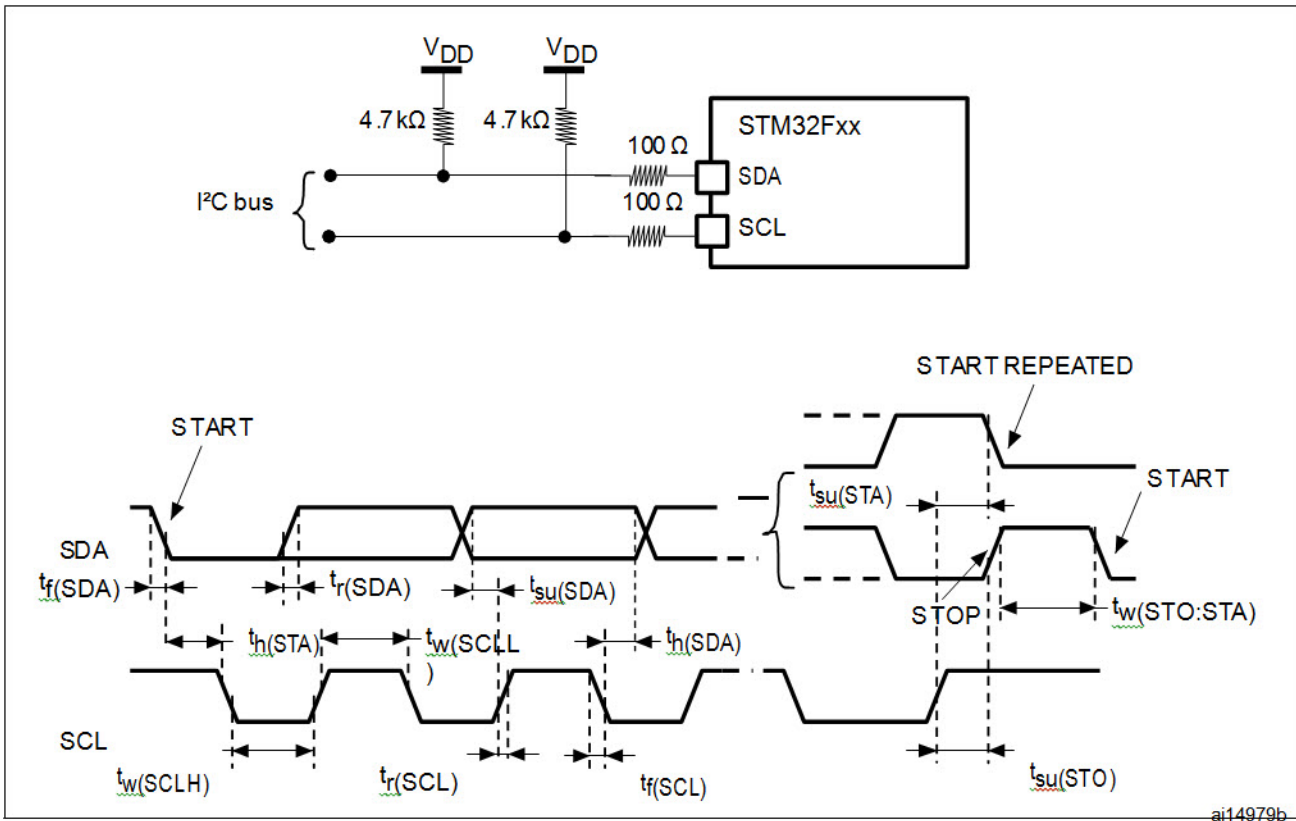 VDD
VDD
4.7 kΩ
4.7 kΩ
100 Ω
STM32Fxx
SDA
100 Ω
SCL
I²C bus
START REPEATED
START
tsu(STA)
START
SDA
tf(SDA)
tr(SDA)
tsu(SDA)
STOP
tw(STO:STA)
th(STA)
tw(SCLL
)
th(SDA)
SCL
tw(SCLH)
tr(SCL)
tf(SCL)
tsu(STO)
ai14979b